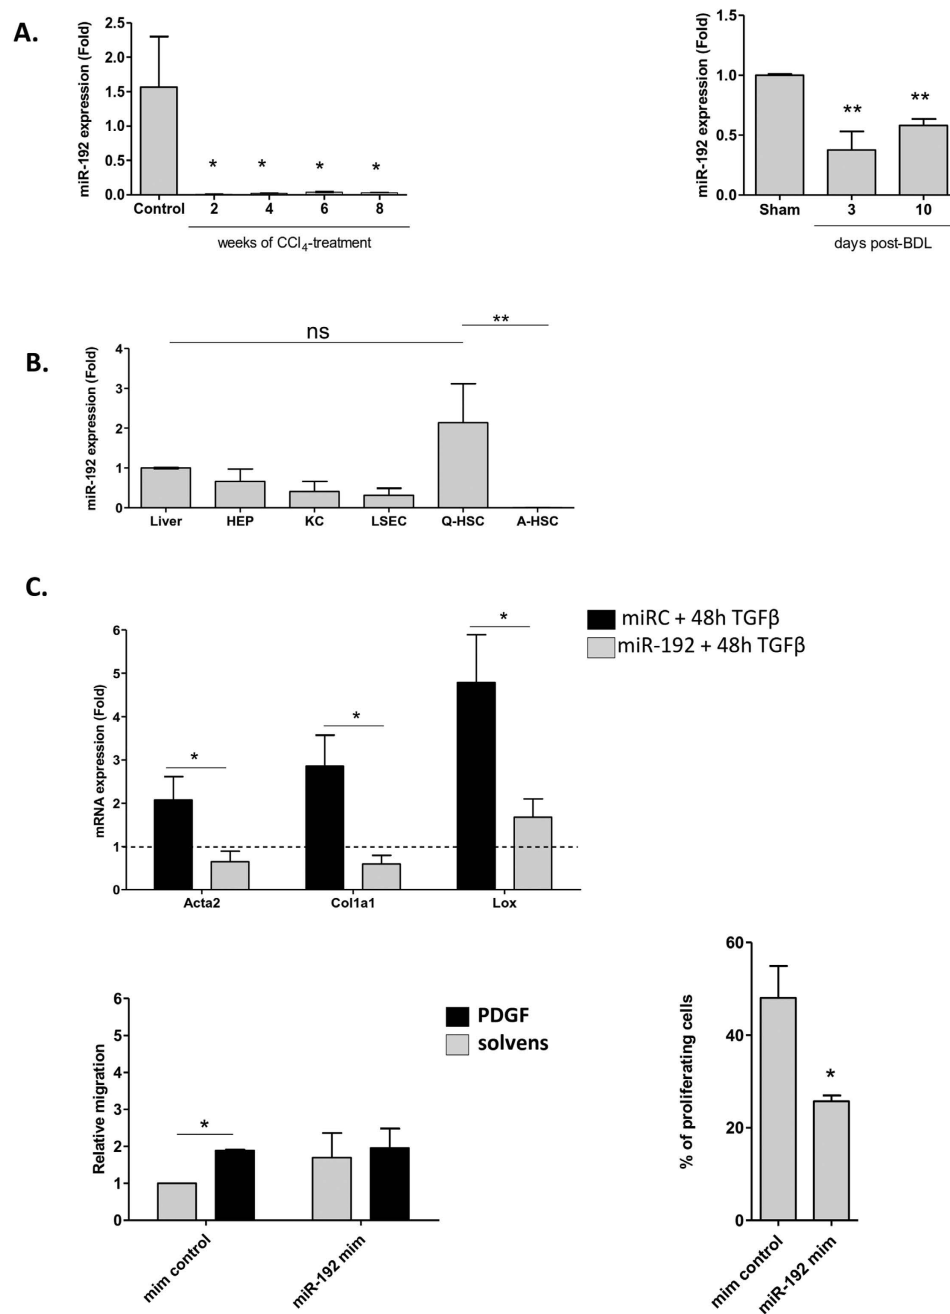 A.
miR-192 expression (Fold)
2.5
2.0
1.5
1.0
0.5
0.0
* * * *
Control 2 4 6 8
weeks of CCl₄-treatment
miR-192 expression (Fold)
1.5
1.0
0.5
0.0
** **
Sham 3 10
days post-BDL
B.
miR-192 expression (Fold)
ns **
4
3
2
1
0
Liver HEP KC LSEC Q-HSC A-HSC
C.
miRC + 48h TGFβ
miR-192 + 48h TGFβ
mRNA expression (Fold)
6
5
4
3
2
1
0
* * *
Acta2 Col1a1 Lox
Relative migration
6
5
4
3
2
1
0
*
PDGF
solvens
mim control
miR-192 mim
% of proliferating cells
60
40
20
0
*
mim control
miR-192 mim